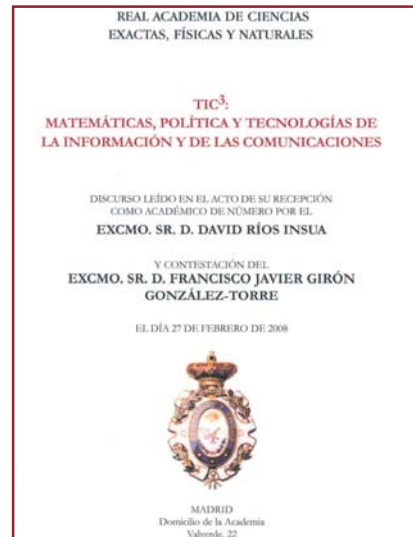 REAL ACADEMIA DE CIENCIAS
EXACTAS, FÍSICAS Y NATURALES
TIC³:
MATEMÁTICAS, POLÍTICA Y TECNOLOGÍAS DE
LA INFORMACIÓN Y DE LAS COMUNICACIONES
DISCURSO LEÍDO EN EL ACTO DE SU RECEPCIÓN
COMO ACADÉMICO DE NÚMERO POR EL
EXCMO. SR. D. DAVID RÍOS INSUA
Y CONTESTACIÓN DEL
EXCMO. SR. D. FRANCISCO JAVIER GIRÓN
GONZÁLEZ-TORRE
EL DÍA 27 DE FEBRERO DE 2008
MADRID
Domicilio de la Academia
Valverde, 22